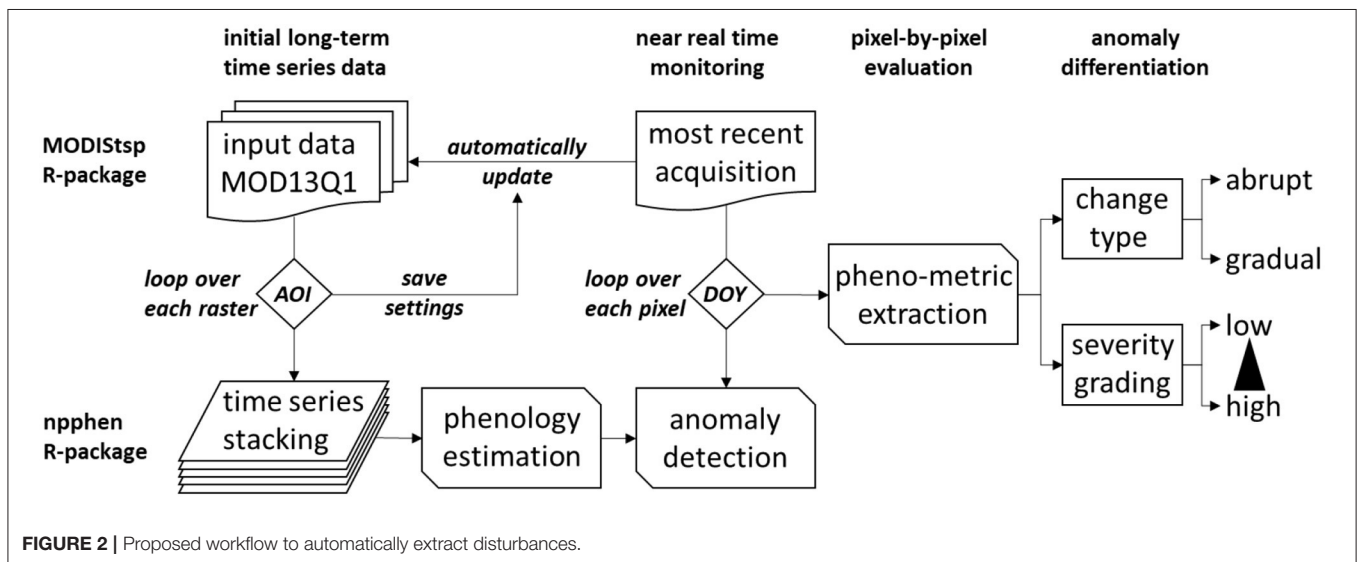 initial long-term
time series data
near real time
monitoring
pixel-by-pixel
evaluation
anomaly
differentiation
MODIStsp
R-package
input data
MOD13Q1
automatically
update
most recent
acquisition
loop over
each raster
AOI
save
settings
loop over
each pixel
DOY
pheno-metric
extraction
change
type
abrupt
gradual
severity
grading
low
high
npphen
R-package
time series
stacking
phenology
estimation
anomaly
detection
FIGURE 2 | Proposed workflow to automatically extract disturbances.